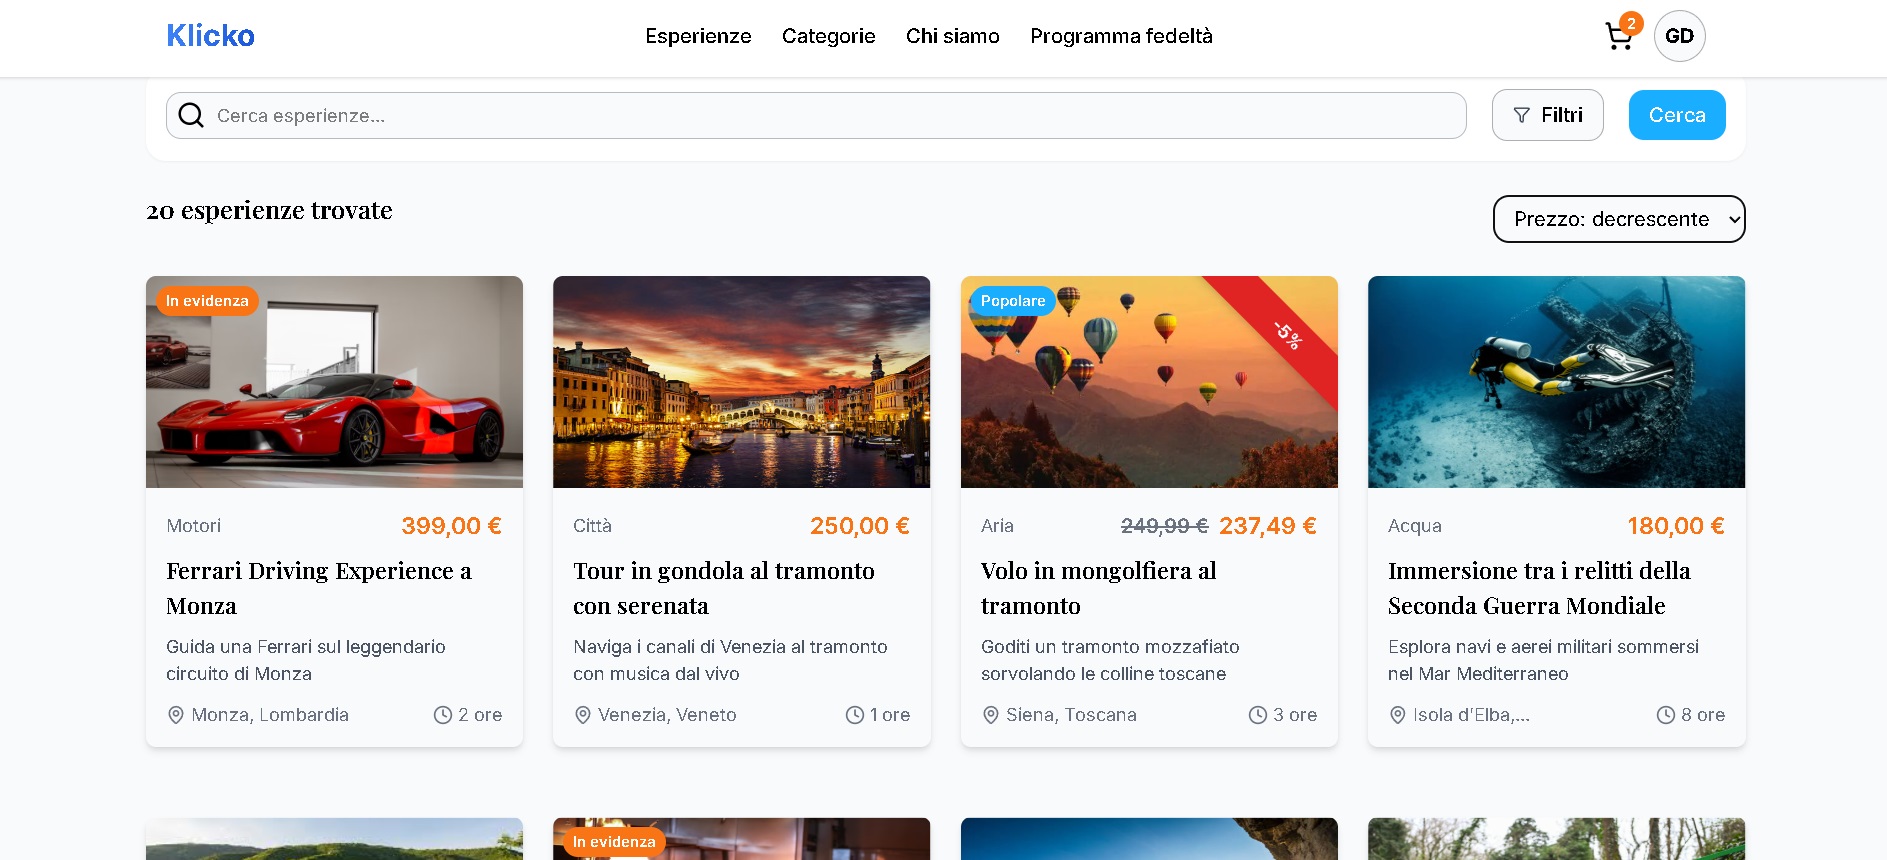 Klicko
Esperienze
Categorie
Chi siamo
Programma fedeltà
2
GD
Cerca esperienze...
Filtri
Cerca
20 esperienze trovate
Prezzo: decrescente
In evidenza
Motori
399,00 €
Ferrari Driving Experience a
Monza
Guida una Ferrari sul leggendario
circuito di Monza
Monza, Lombardia
2 ore
Città
250,00 €
Tour in gondola al tramonto
con serenata
Naviga i canali di Venezia al tramonto
con musica dal vivo
Venezia, Veneto
1 ore
Popolare
-5%
Aria
249,99 € 237,49 €
Volo in mongolfiera al
tramonto
Goditi un tramonto mozzafiato
sorvolando le colline toscane
Siena, Toscana
3 ore
Acqua
180,00 €
Immersione tra i relitti della
Seconda Guerra Mondiale
Esplora navi e aerei militari sommersi
nel Mar Mediterraneo
Isola d'Elba,...
8 ore
In evidenza